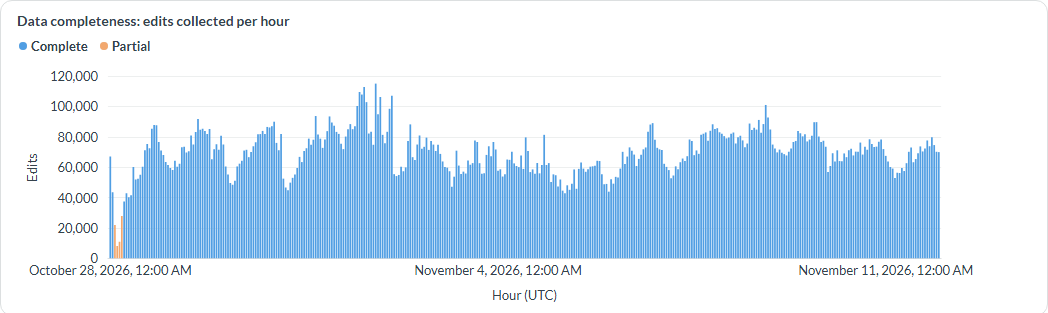 Data completeness: edits collected per hour
Complete Partial
120,000
100,000
80,000
60,000
40,000
20,000
0
Edits
October 28, 2026, 12:00 AM November 4, 2026, 12:00 AM November 11, 2026, 12:00 AM
Hour (UTC)